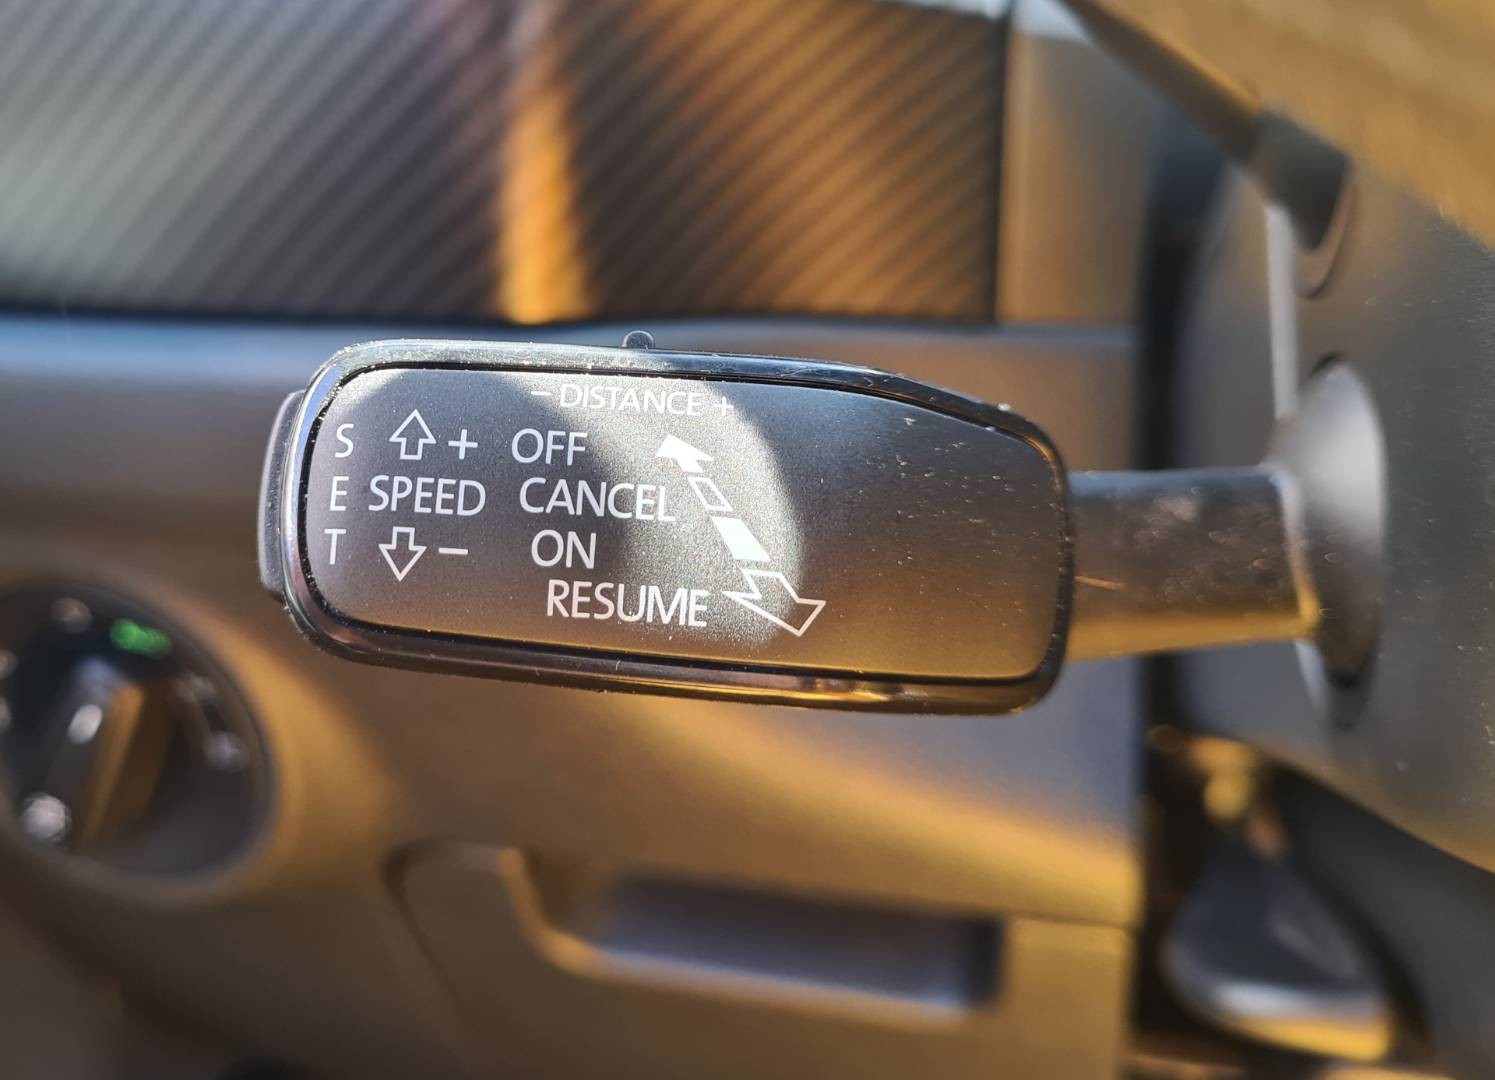 − DISTANCE +
S + OFF
E SPEED CANCEL
T − ON
RESUME